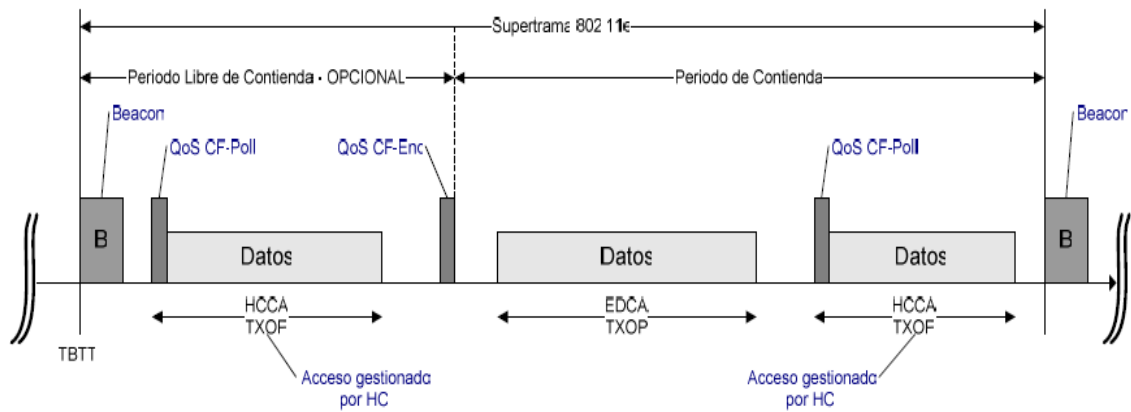 Supertrama 802 11e
Periodo Libre de Contienda - OPCIONAL
Periodo de Contienda
Beacon
QoS CF-Poll
QoS CF-End
QoS CF-Poll
Beacon
B
Datos
Datos
Datos
B
HCCA
TXOP
EDCA
TXOP
HCCA
TXOP
TBTT
Acceso gestionado
por HC
Acceso gestionado
por HC